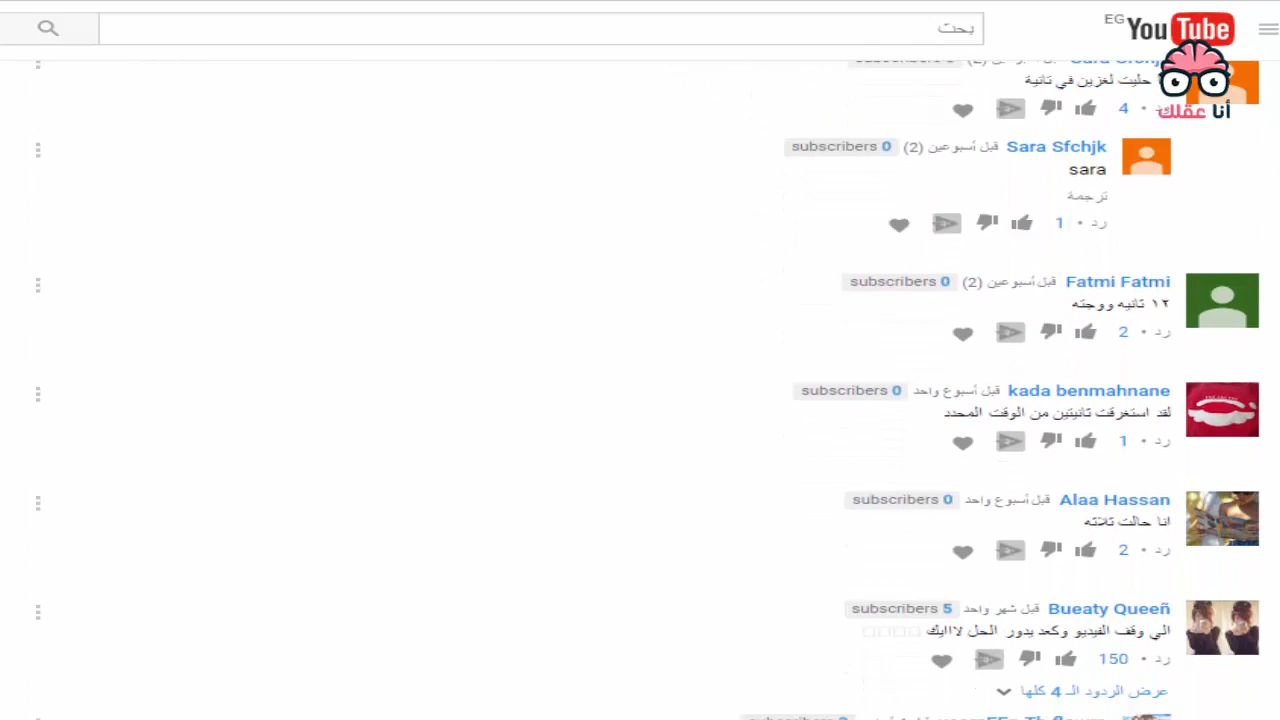 EG YouTube
بحث
أنا عقلك
حليت لغزين في ثانية
4
Sara Sfchjk قبل أسبوعين (2) subscribers 0
sara
ترجمة
رد • 1
Fatmi Fatmi قبل أسبوعين (2) subscribers 0
١٢ ثانيه ووجته
رد • 2
kada benmahnane قبل أسبوع واحد subscribers 0
لقد استغرقت ثانيتين من الوقت المحدد
رد • 1
Alaa Hassan قبل أسبوع واحد subscribers 0
انا حالت ثلاثه
رد • 2
Bueaty Queeñ قبل شهر واحد subscribers 5
الي وقف الفيديو وكعد يدور الحل لااايك
رد • 150
عرض الردود الـ 4 كلها